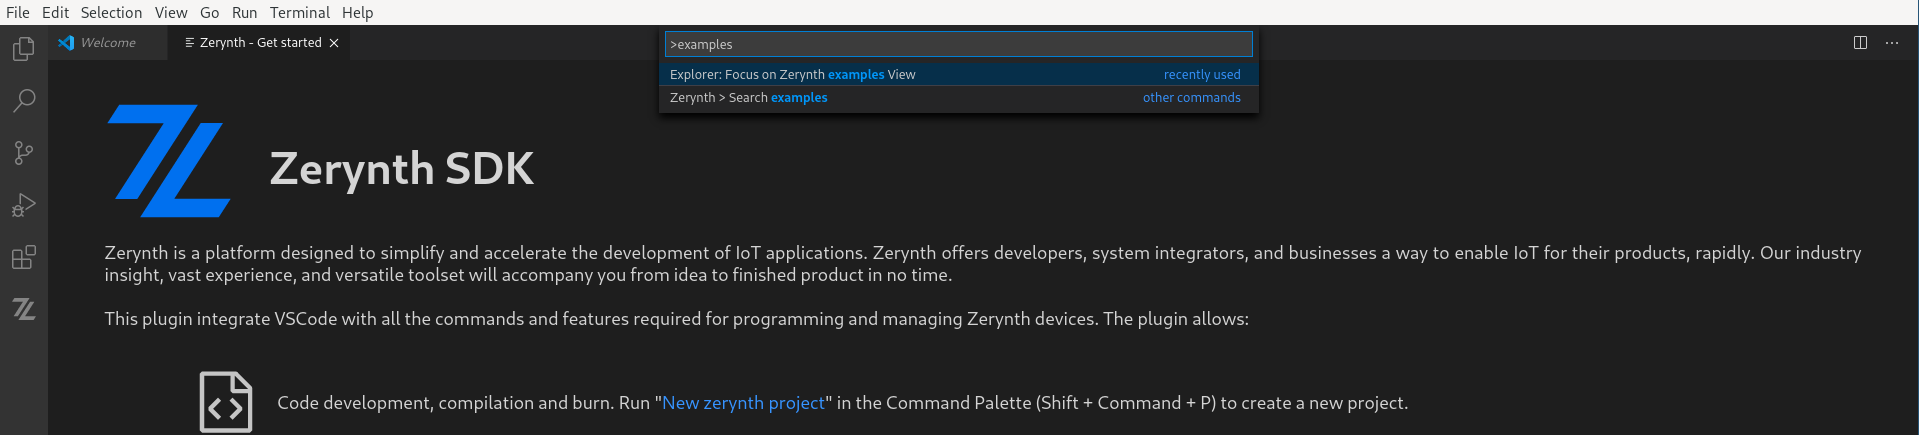 File Edit Selection View Go Run Terminal Help
Welcome
Zerynth - Get started
>examples
Explorer: Focus on Zerynth examples View recently used
Zerynth > Search examples other commands
Zerynth SDK
Zerynth is a platform designed to simplify and accelerate the development of IoT applications. Zerynth offers developers, system integrators, and businesses a way to enable IoT for their products, rapidly. Our industry
insight, vast experience, and versatile toolset will accompany you from idea to finished product in no time.
This plugin integrate VSCode with all the commands and features required for programming and managing Zerynth devices. The plugin allows:
Code development, compilation and burn. Run "New zerynth project" in the Command Palette (Shift + Command + P) to create a new project.